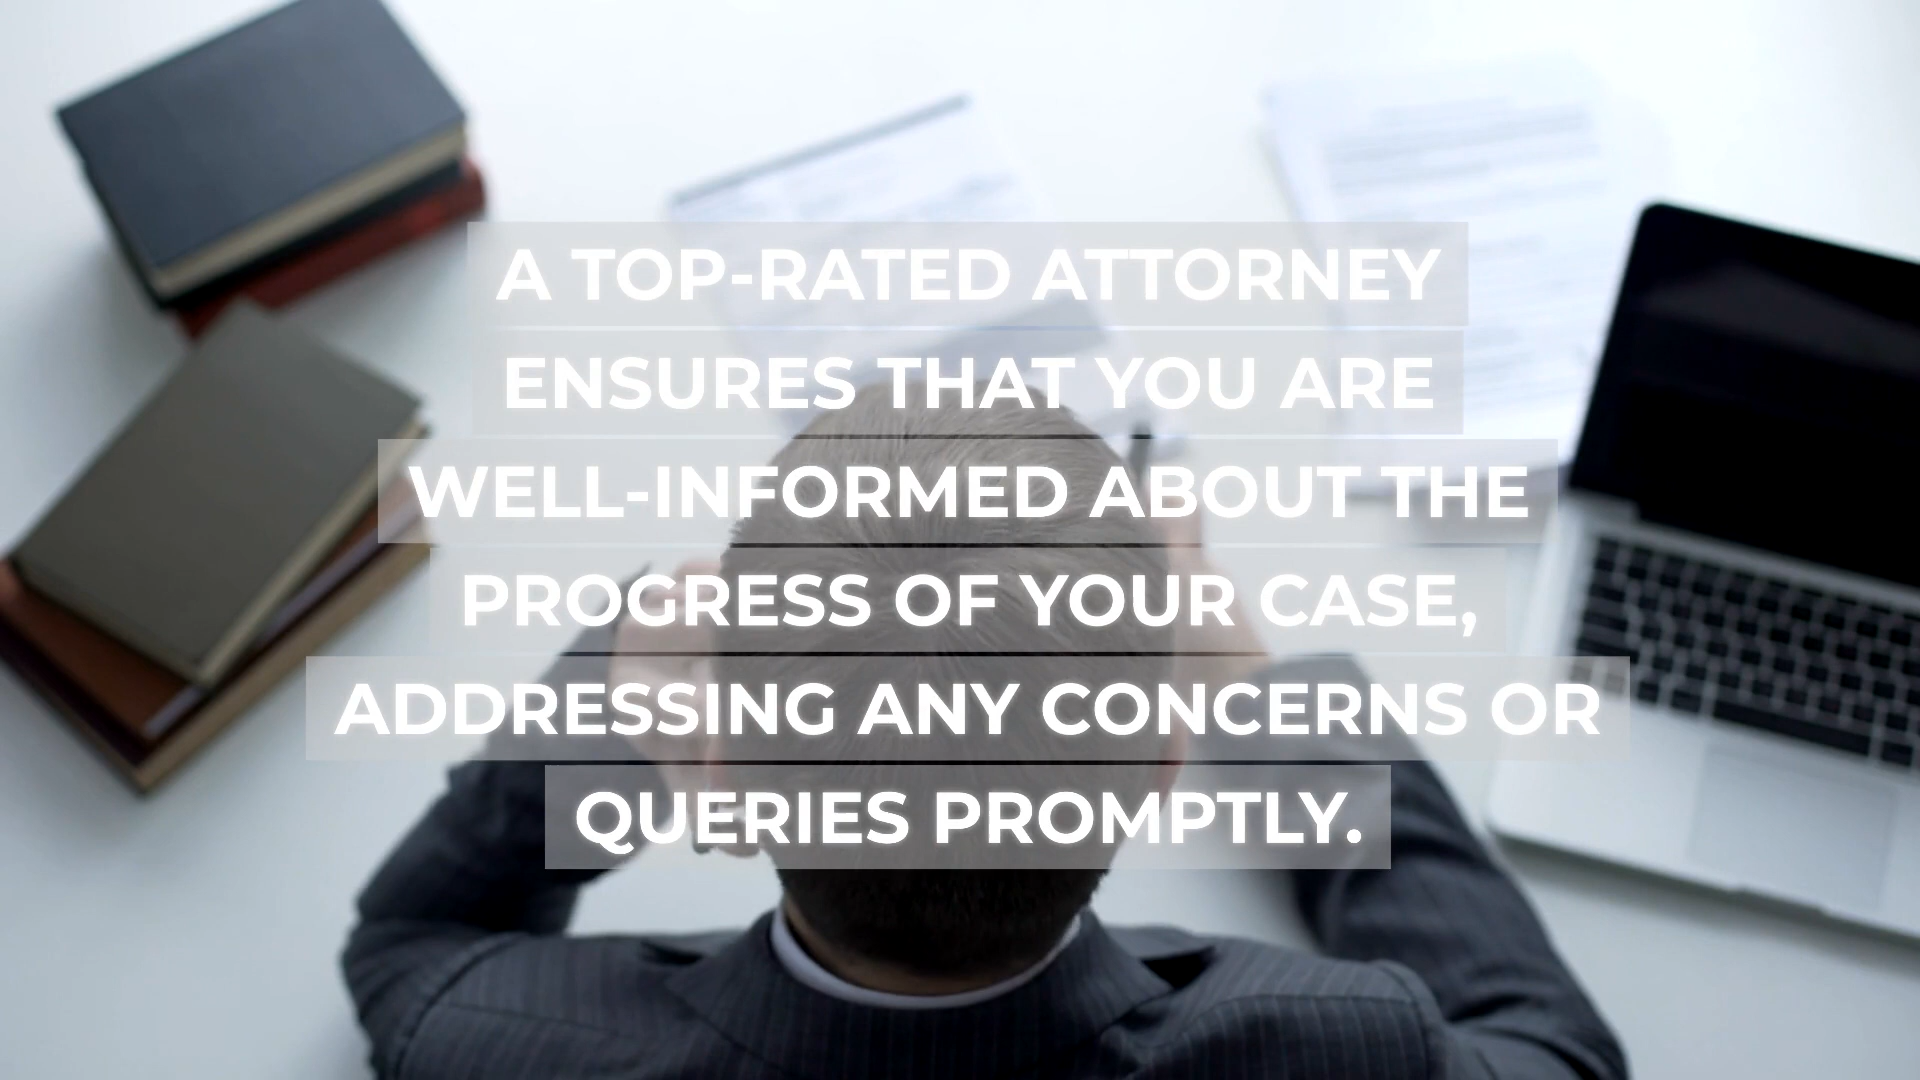 A TOP-RATED ATTORNEY
ENSURES THAT YOU ARE
WELL-INFORMED ABOUT THE
PROGRESS OF YOUR CASE,
ADDRESSING ANY CONCERNS OR
QUERIES PROMPTLY.